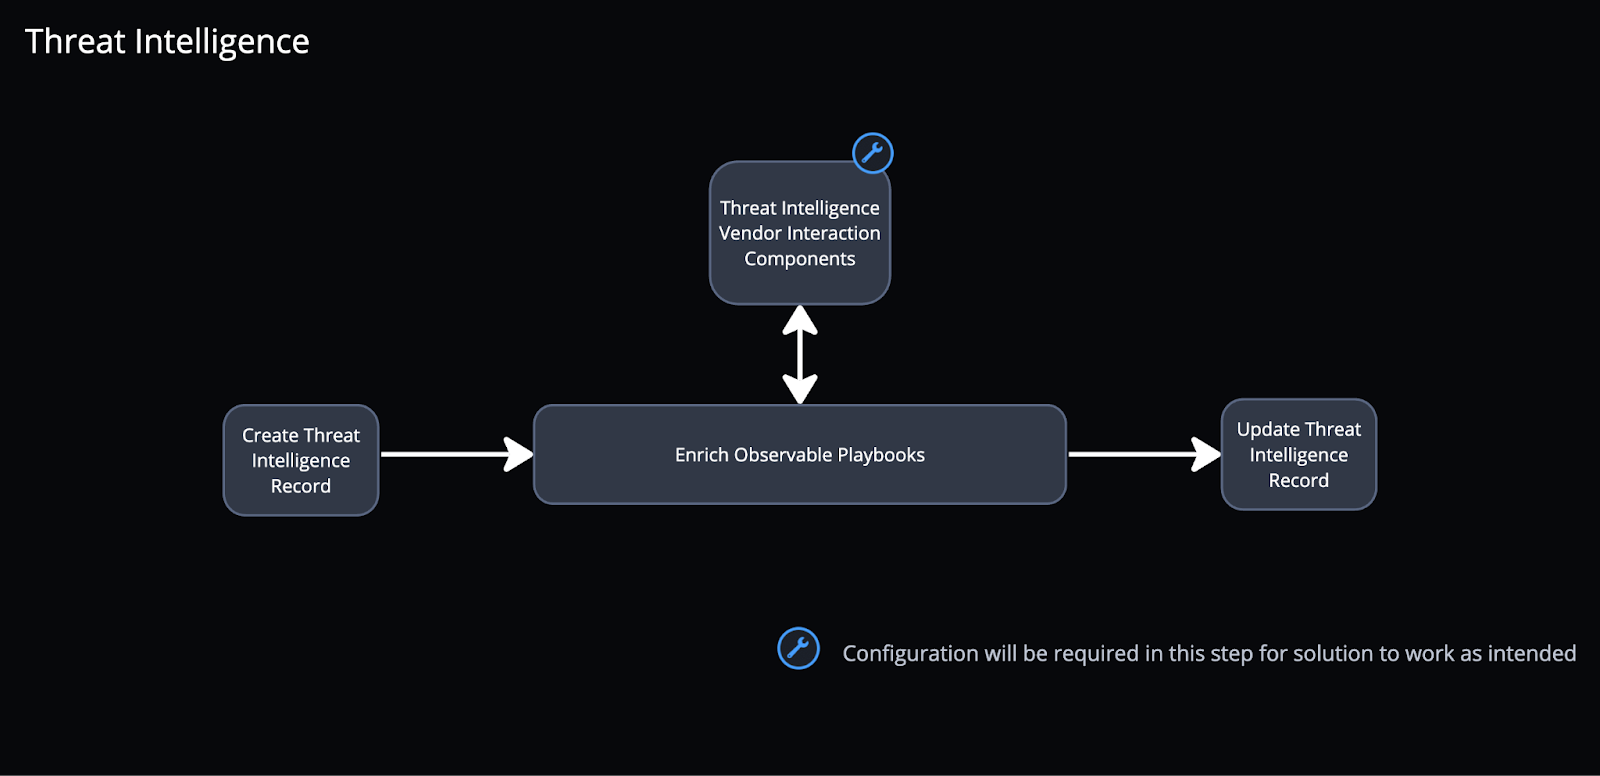 Threat Intelligence
Threat Intelligence
Vendor Interaction
Components
Create Threat
Intelligence
Record
Enrich Observable Playbooks
Update Threat
Intelligence
Record
Configuration will be required in this step for solution to work as intended